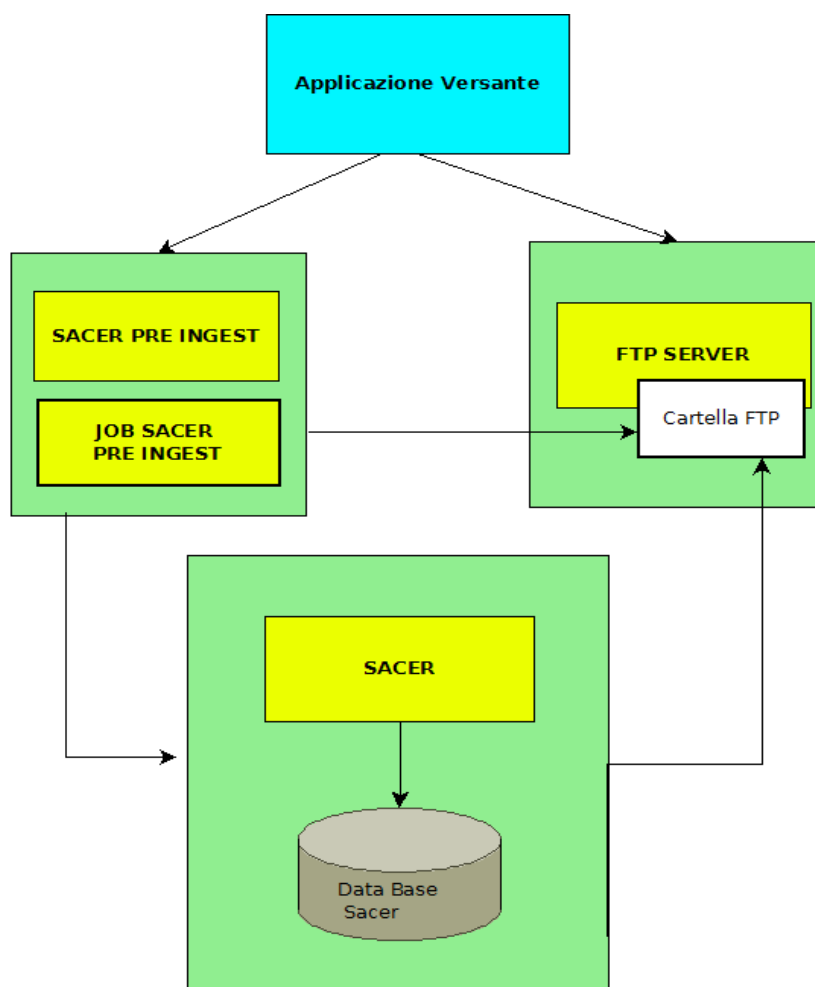 Applicazione Versante
SACER PRE INGEST
JOB SACER
PRE INGEST
FTP SERVER
Cartella FTP
SACER
Data Base
Sacer